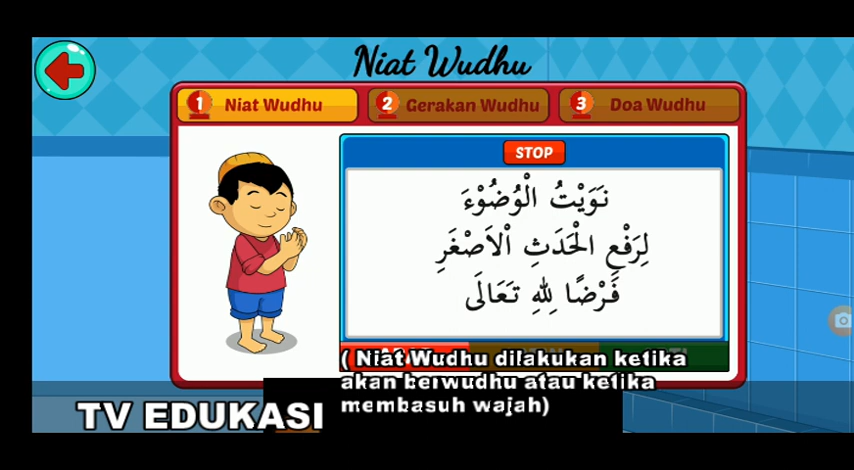 Niat Wudhu
1 Niat Wudhu
2 Gerakan Wudhu
3 Doa Wudhu
STOP
نَوَيْتُ الْوُضُوْءَ
لِرَفْعِ الْحَدَثِ اْلاَصْغَرِ
فَرْضًا لِلّٰهِ تَعَالَى
( Niat Wudhu dilakukan ketika
akan berwudhu atau ketika
membasuh wajah)
TV EDUKASI